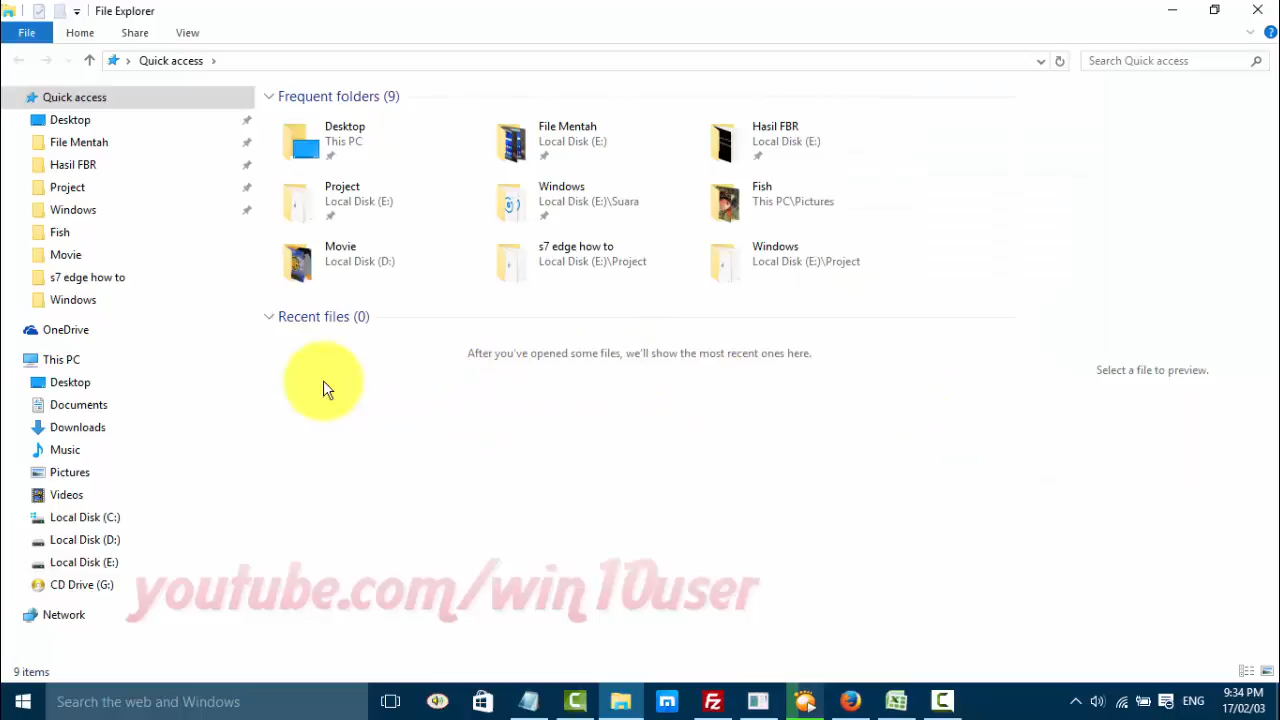 File Explorer
File
Home
Share
View
Quick access
Search Quick access
Quick access
Desktop
File Mentah
Hasil FBR
Project
Windows
Fish
Movie
s7 edge how to
Windows
OneDrive
This PC
Desktop
Documents
Downloads
Music
Pictures
Videos
Local Disk (C:)
Local Disk (D:)
Local Disk (E:)
CD Drive (G:)
Network
Frequent folders (9)
Desktop
This PC
File Mentah
Local Disk (E:)
Hasil FBR
Local Disk (E:)
Project
Local Disk (E:)
Windows
Local Disk (E:)\Suara
Fish
This PC\Pictures
Movie
Local Disk (D:)
s7 edge how to
Local Disk (E:)\Project
Windows
Local Disk (E:)\Project
Recent files (0)
After you've opened some files, we'll show the most recent ones here.
Select a file to preview.
youtube.com/win10user
9 items
Search the web and Windows
ENG
9:34 PM
17/02/03